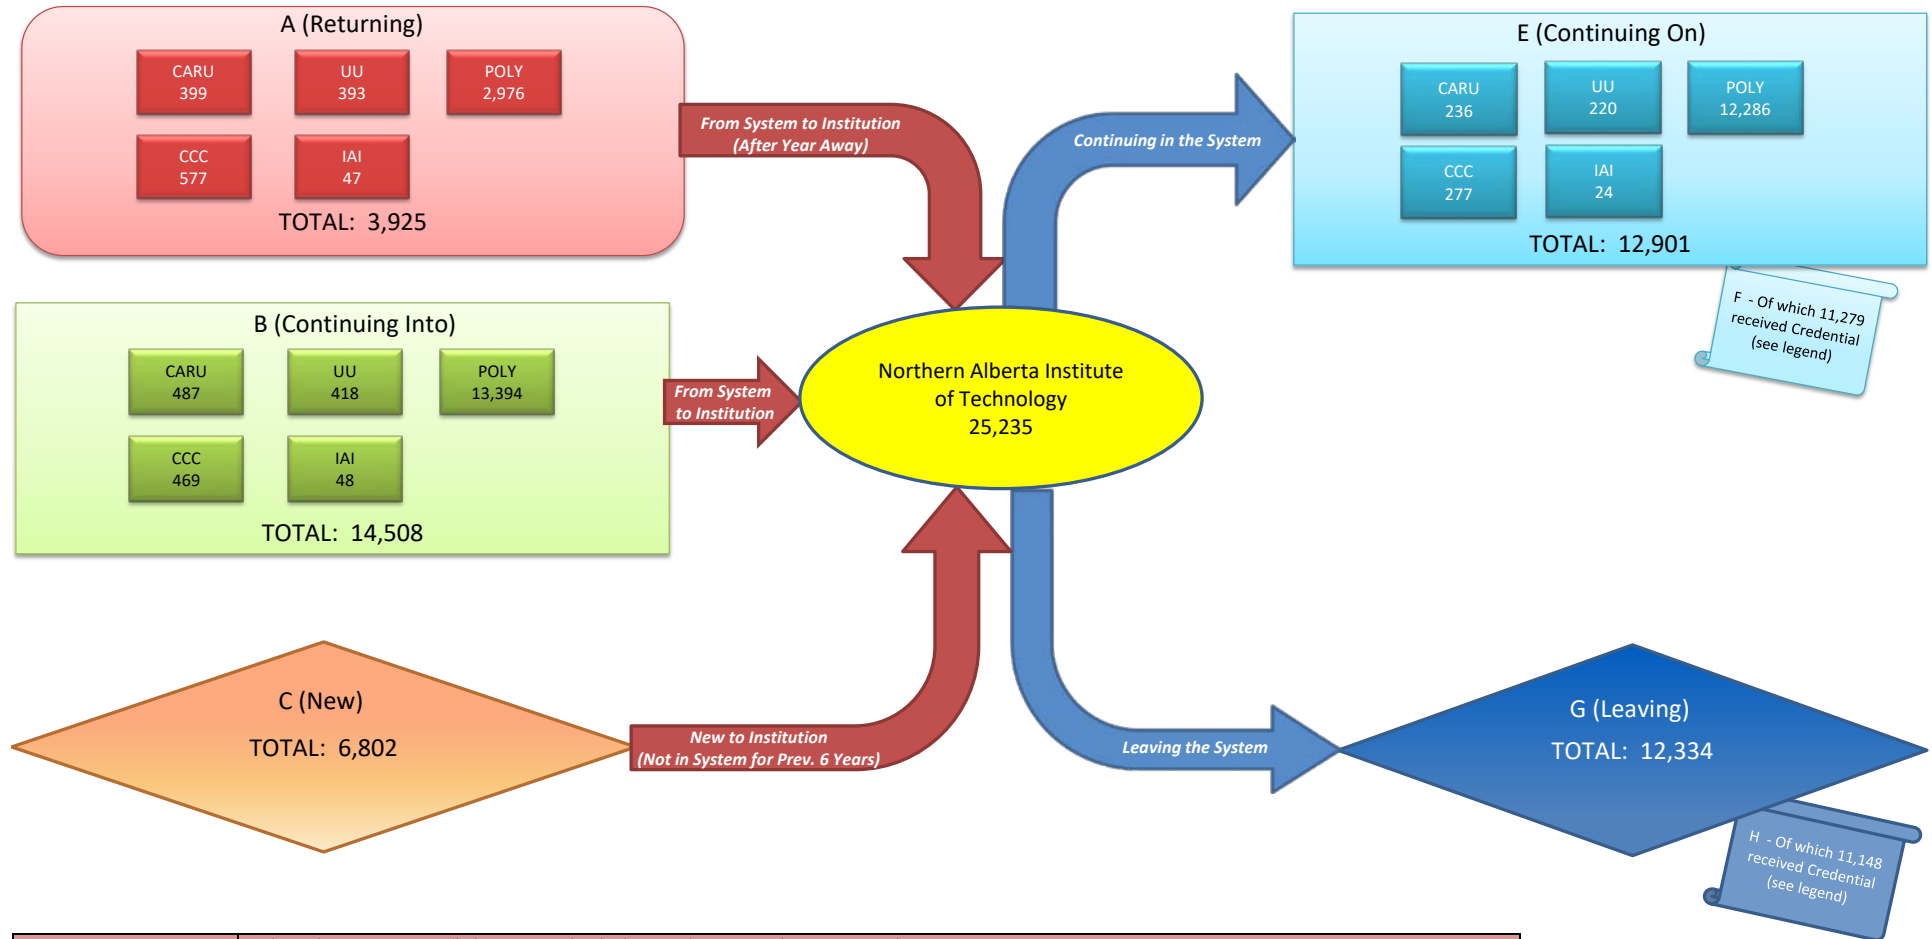 A (Returning)
CARU
399
UU
393
POLY
2,976
CCC
577
IAI
47
TOTAL: 3,925
From System to Institution
(After Year Away)
Continuing in the System
E (Continuing On)
CARU
236
UU
220
POLY
12,286
CCC
277
IAI
24
TOTAL: 12,901
F - Of which 11,279
received Credential
(see legend)
B (Continuing Into)
CARU
487
UU
418
POLY
13,394
CCC
469
IAI
48
TOTAL: 14,508
From System
to Institution
Northern Alberta Institute
of Technology
25,235
C (New)
TOTAL: 6,802
New to Institution
(Not in System for Prev. 6 Years)
Leaving the System
G (Leaving)
TOTAL: 12,334
H - Of which 11,148
received Credential
(see legend)